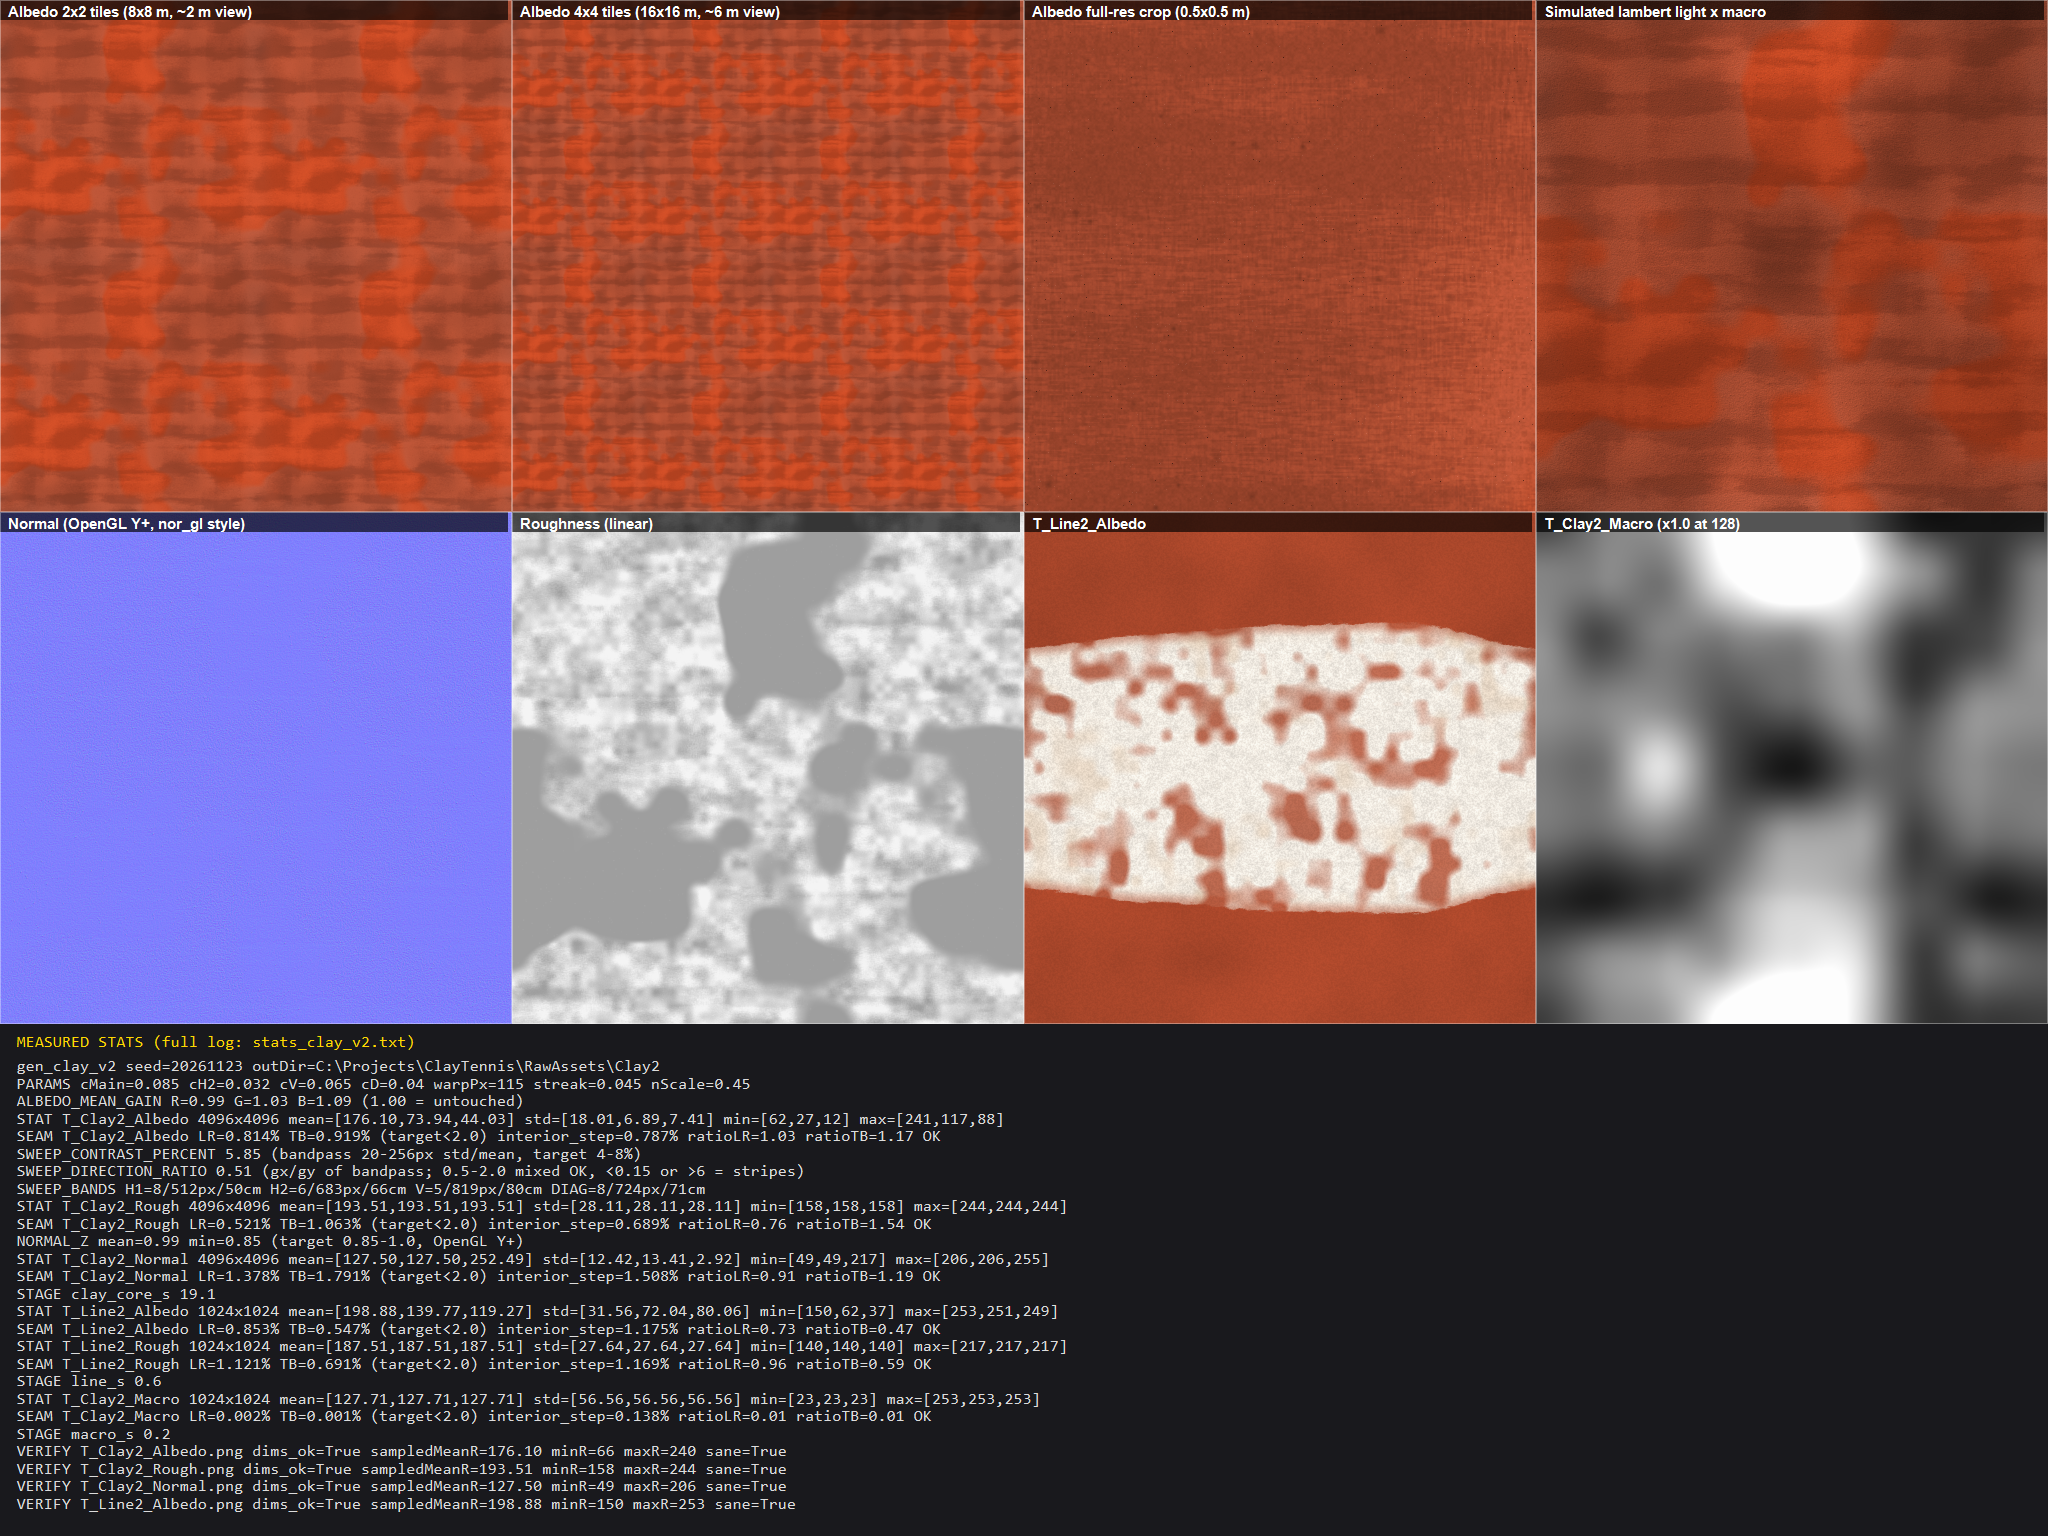 Albedo 2x2 tiles (8x8 m, ~2 m view)
Albedo 4x4 tiles (16x16 m, ~6 m view)
Albedo full-res crop (0.5x0.5 m)
Simulated lambert light x macro
Normal (OpenGL Y+, nor_gl style)
Roughness (linear)
T_Line2_Albedo
T_Clay2_Macro (x1.0 at 128)
MEASURED STATS (full log: stats_clay_v2.txt)
gen_clay_v2 seed=20261123 outDir=C:\Projects\ClayTennis\RawAssets\Clay2
PARAMS cMain=0.085 cH2=0.032 cV=0.065 cD=0.04 warpPx=115 streak=0.045 nScale=0.45
ALBEDO_MEAN_GAIN R=0.99 G=1.03 B=1.09 (1.00 = untouched)
STAT T_Clay2_Albedo 4096x4096 mean=[176.10,73.94,44.03] std=[18.01,6.89,7.41] min=[62,27,12] max=[241,117,88]
SEAM T_Clay2_Albedo LR=0.814% TB=0.919% (target<2.0) interior_step=0.787% ratioLR=1.03 ratioTB=1.17 OK
SWEEP_CONTRAST_PERCENT 5.85 (bandpass 20-256px std/mean, target 4-8%)
SWEEP_DIRECTION_RATIO 0.51 (gx/gy of bandpass; 0.5-2.0 mixed OK, <0.15 or >6 = stripes)
SWEEP_BANDS H1=8/512px/50cm H2=6/683px/66cm V=5/819px/80cm DIAG=8/724px/71cm
STAT T_Clay2_Rough 4096x4096 mean=[193.51,193.51,193.51] std=[28.11,28.11,28.11] min=[158,158,158] max=[244,244,244]
SEAM T_Clay2_Rough LR=0.521% TB=1.063% (target<2.0) interior_step=0.689% ratioLR=0.76 ratioTB=1.54 OK
NORMAL_Z mean=0.99 min=0.85 (target 0.85-1.0, OpenGL Y+)
STAT T_Clay2_Normal 4096x4096 mean=[127.50,127.50,252.49] std=[12.42,13.41,2.92] min=[49,49,217] max=[206,206,255]
SEAM T_Clay2_Normal LR=1.378% TB=1.791% (target<2.0) interior_step=1.508% ratioLR=0.91 ratioTB=1.19 OK
STAGE clay_core_s 19.1
STAT T_Line2_Albedo 1024x1024 mean=[198.88,139.77,119.27] std=[31.56,72.04,80.06] min=[150,62,37] max=[253,251,249]
SEAM T_Line2_Albedo LR=0.853% TB=0.547% (target<2.0) interior_step=1.175% ratioLR=0.73 ratioTB=0.47 OK
STAT T_Line2_Rough 1024x1024 mean=[187.51,187.51,187.51] std=[27.64,27.64,27.64] min=[140,140,140] max=[217,217,217]
SEAM T_Line2_Rough LR=1.121% TB=0.691% (target<2.0) interior_step=1.169% ratioLR=0.96 ratioTB=0.59 OK
STAGE line_s 0.6
STAT T_Clay2_Macro 1024x1024 mean=[127.71,127.71,127.71] std=[56.56,56.56,56.56] min=[23,23,23] max=[253,253,253]
SEAM T_Clay2_Macro LR=0.002% TB=0.001% (target<2.0) interior_step=0.138% ratioLR=0.01 ratioTB=0.01 OK
STAGE macro_s 0.2
VERIFY T_Clay2_Albedo.png dims_ok=True sampledMeanR=176.10 minR=66 maxR=240 sane=True
VERIFY T_Clay2_Rough.png dims_ok=True sampledMeanR=193.51 minR=158 maxR=244 sane=True
VERIFY T_Clay2_Normal.png dims_ok=True sampledMeanR=127.50 minR=49 maxR=206 sane=True
VERIFY T_Line2_Albedo.png dims_ok=True sampledMeanR=198.88 minR=150 maxR=253 sane=True